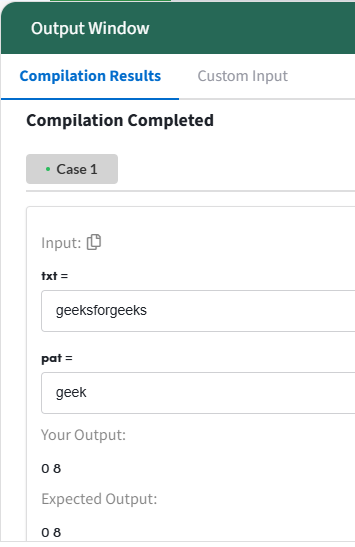 Output Window
Compilation Results Custom Input
Compilation Completed
Case 1
Input:
txt =
geeksforgeeks
pat =
geek
Your Output:
0 8
Expected Output:
0 8